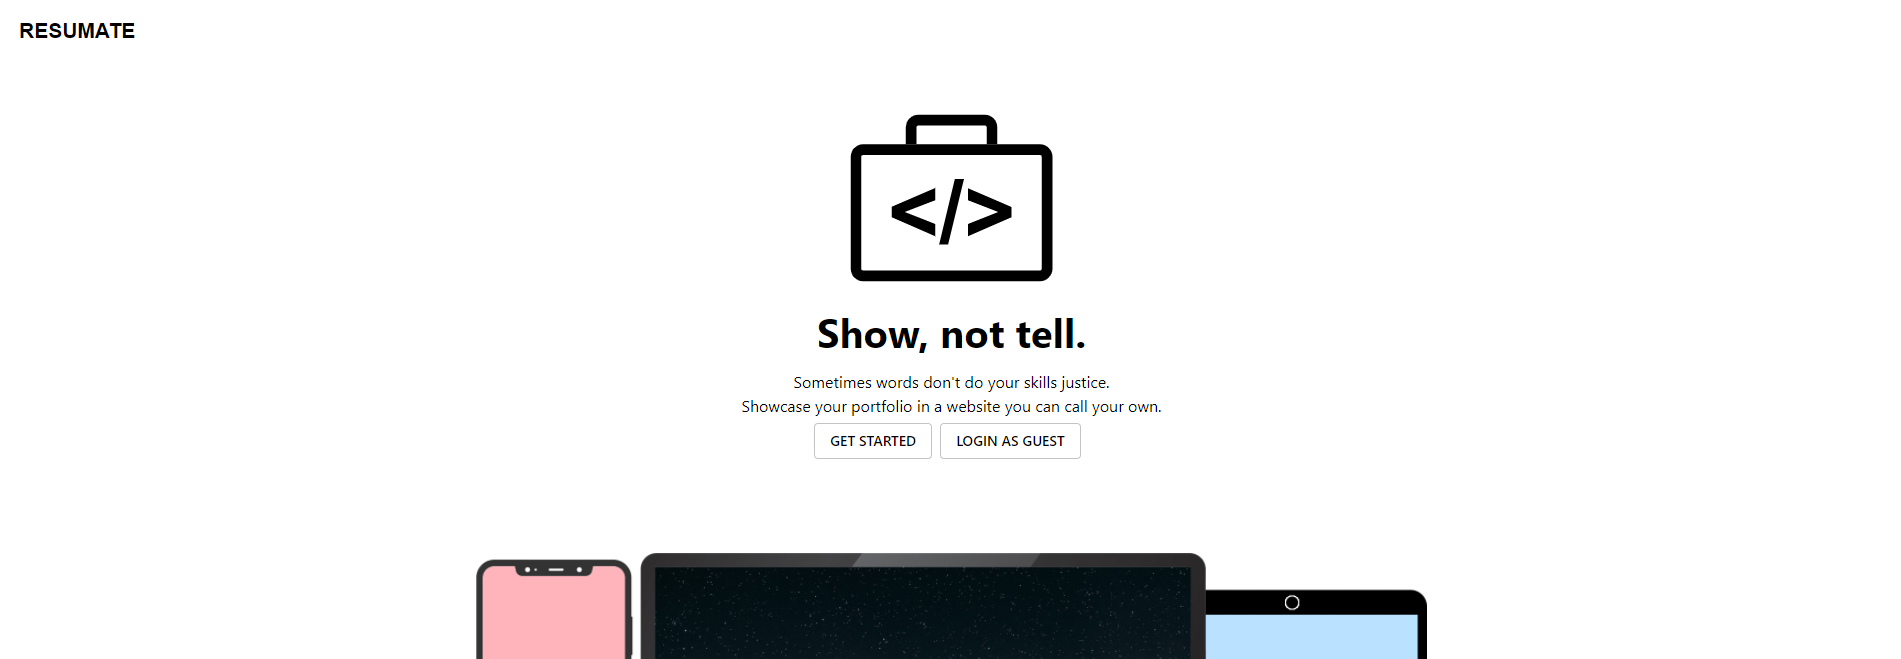 RESUMATE
</>
Show, not tell.
Sometimes words don't do your skills justice.
Showcase your portfolio in a website you can call your own.
GET STARTED LOGIN AS GUEST